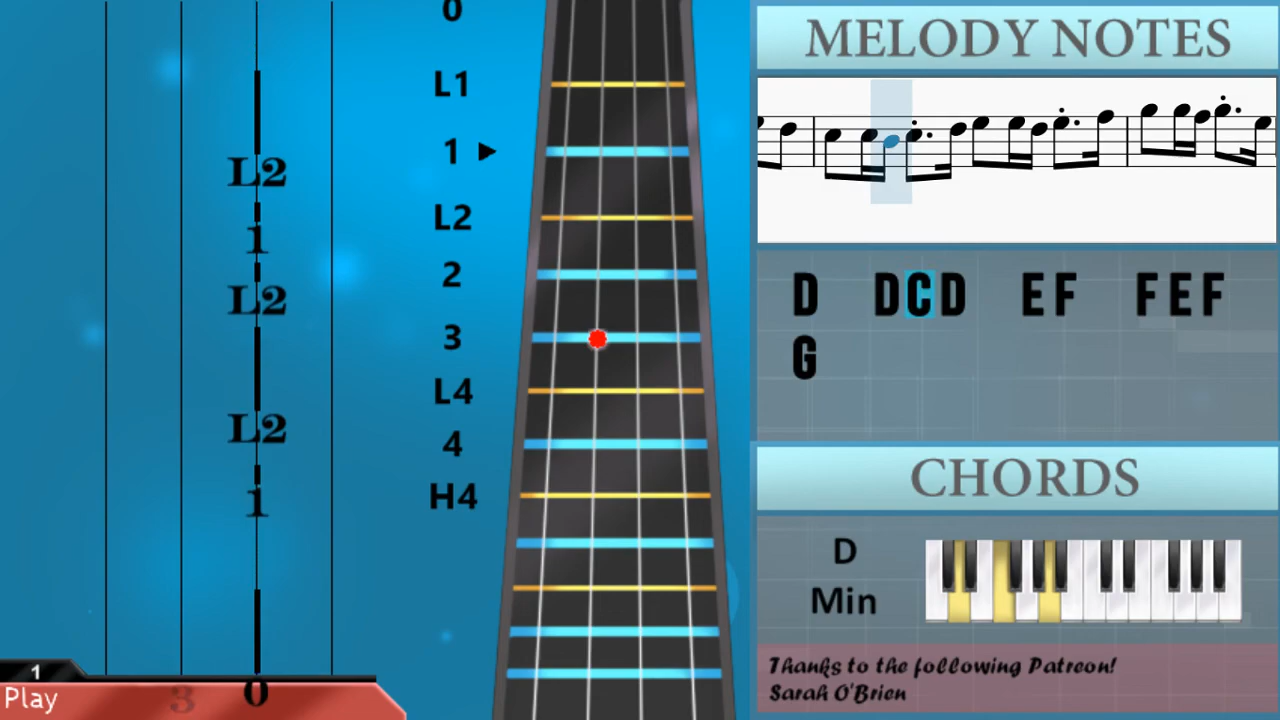 0
L1
1
L2
2
3
L4
4
H4
L2
1
L2
L2
1
1
Play
3 0
MELODY NOTES
D DCD EF FEF
G
CHORDS
D
Min
Thanks to the following Patreon!
Sarah O'Brien